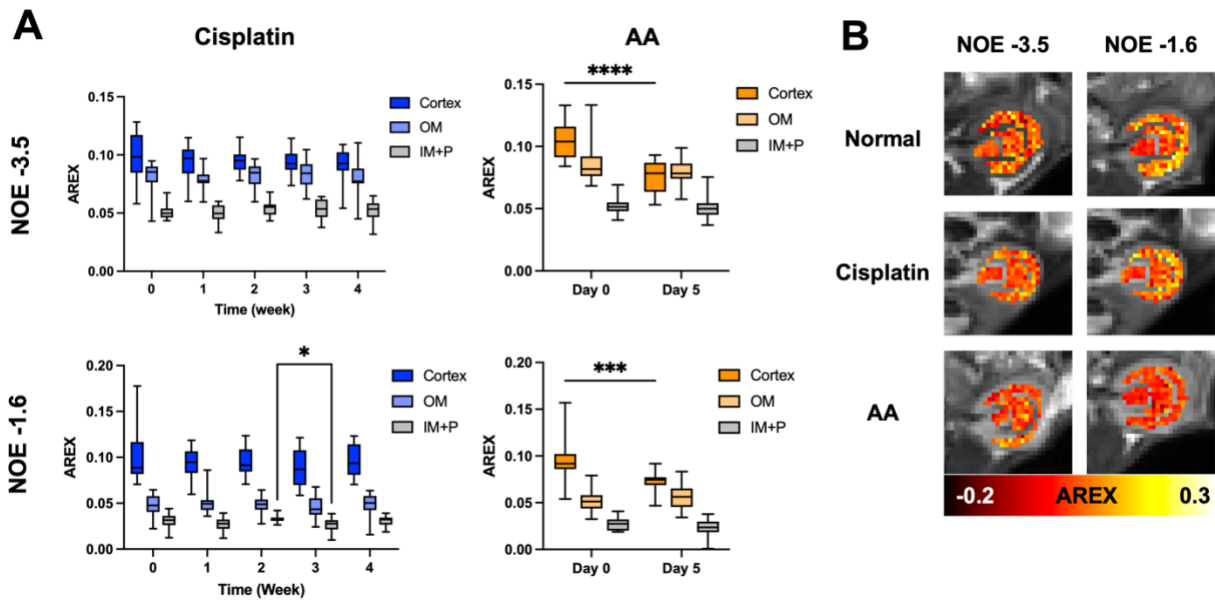 A
Cisplatin
AA
NOE -3.5
AREX
0.15
0.10
0.05
0.00
0
1
2
3
4
Time (week)
Cortex
OM
IM+P
AREX
0.15
0.10
0.05
0.00
****
Day 0
Day 5
Cortex
OM
IM+P
NOE -1.6
AREX
0.20
0.15
0.10
0.05
0.00
*
0
1
2
3
4
Time (Week)
Cortex
OM
IM+P
AREX
0.20
0.15
0.10
0.05
0.00
***
Day 0
Day 5
Cortex
OM
IM+P
B
NOE -3.5
NOE -1.6
Normal
Cisplatin
AA
-0.2
AREX
0.3